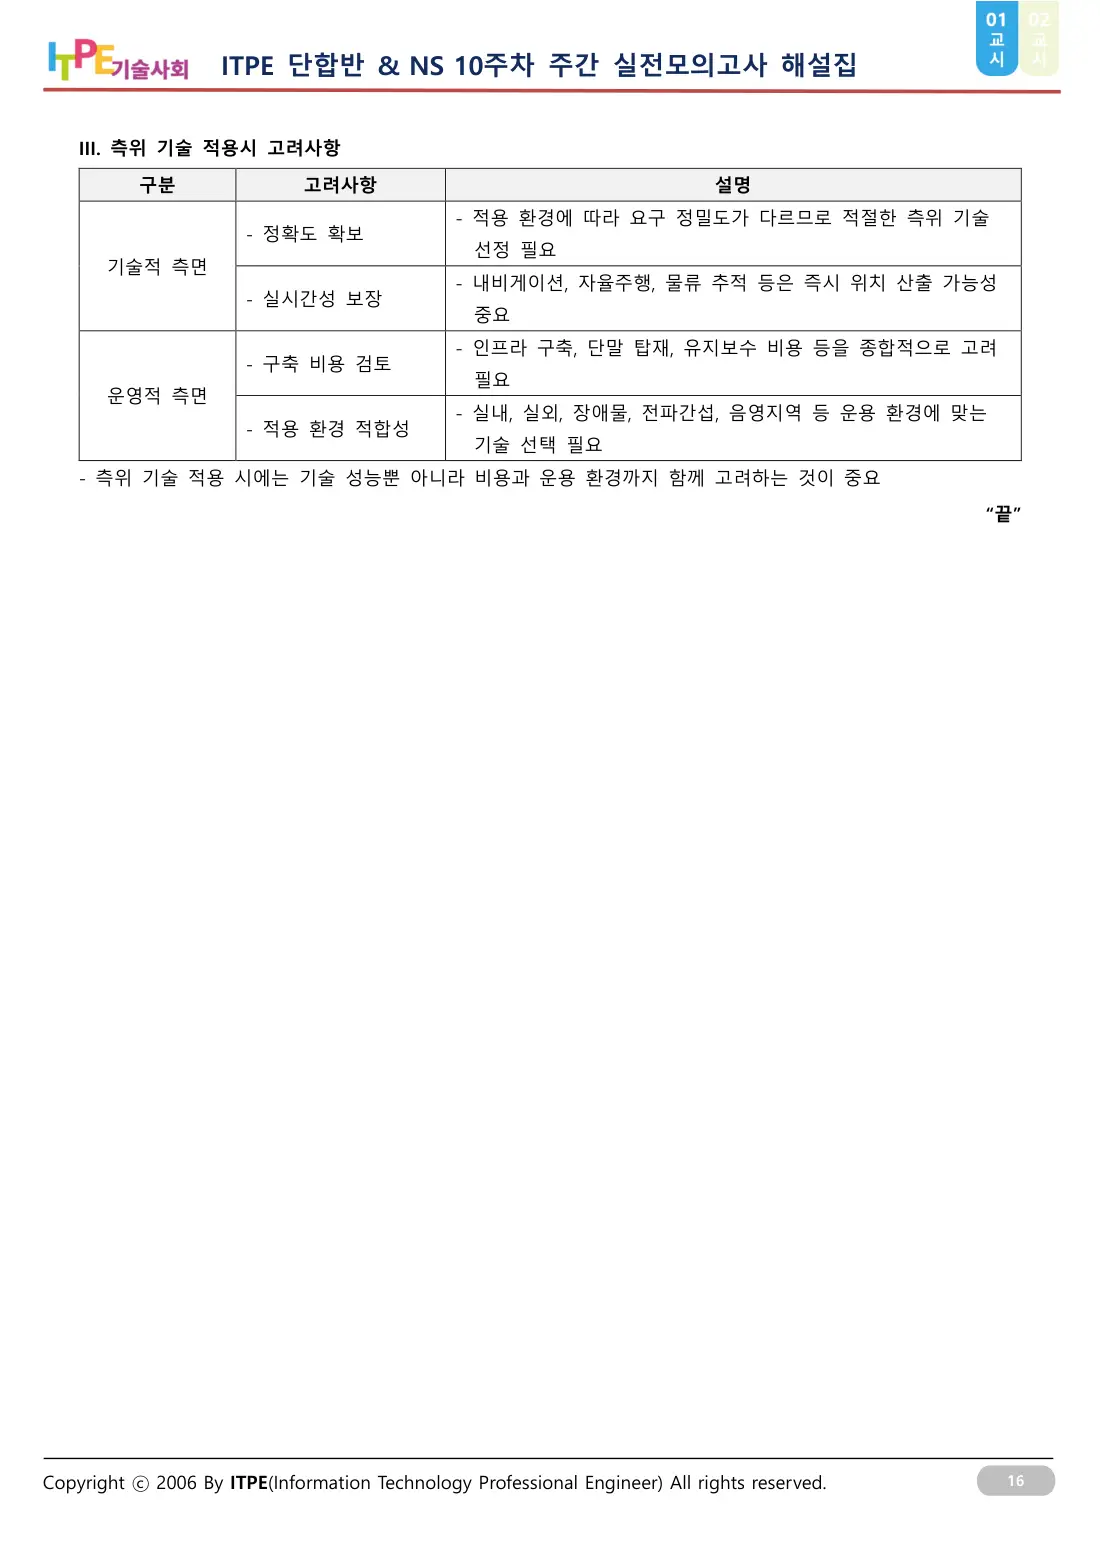 ITPE기술사회 ITPE 단합반 & NS 10주차 주간 실전모의고사 해설집
01
교
시
02
교
시
III. 측위 기술 적용시 고려사항
구분 고려사항 설명
기술적 측면
- 정확도 확보
- 적용 환경에 따라 요구 정밀도가 다르므로 적절한 측위 기술
선정 필요
- 실시간성 보장
- 내비게이션, 자율주행, 물류 추적 등은 즉시 위치 산출 가능성
중요
운영적 측면
- 구축 비용 검토
- 인프라 구축, 단말 탑재, 유지보수 비용 등을 종합적으로 고려
필요
- 적용 환경 적합성
- 실내, 실외, 장애물, 전파간섭, 음영지역 등 운용 환경에 맞는
기술 선택 필요
- 측위 기술 적용 시에는 기술 성능뿐 아니라 비용과 운용 환경까지 함께 고려하는 것이 중요
“끝”
Copyright ⓒ 2006 By ITPE(Information Technology Professional Engineer) All rights reserved.
16